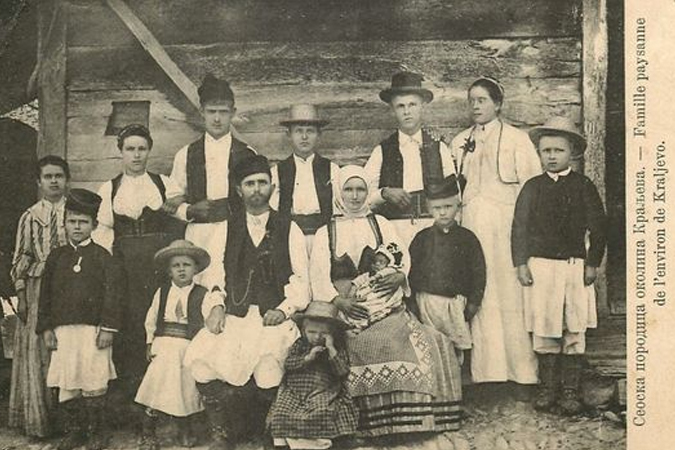 Сеоска породица околина Краљева. — Famille paysanne
de l'environ de Kraljevo.